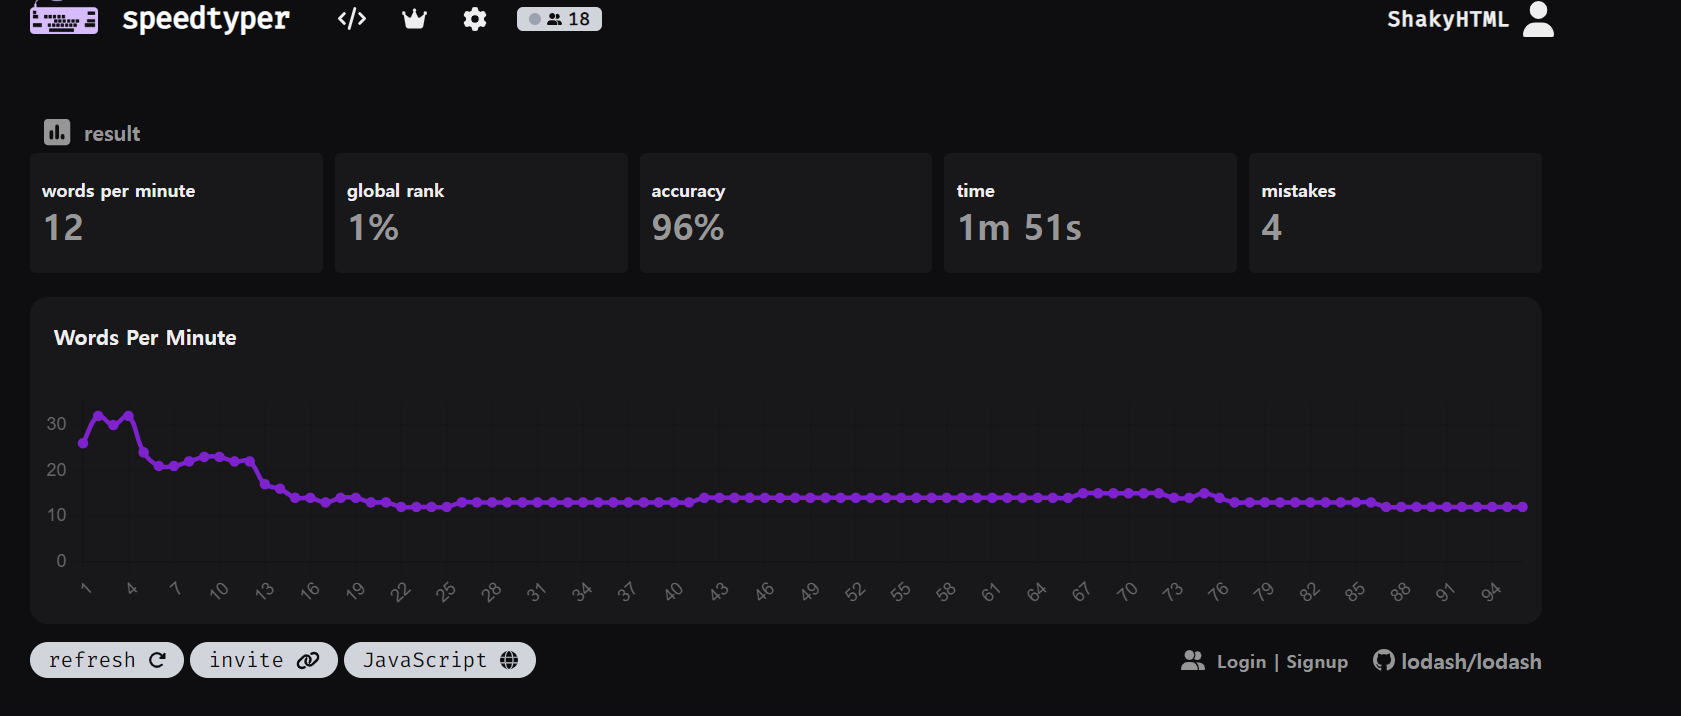 speedtyper </> 18 ShakyHTML
result
words per minute global rank accuracy time mistakes
12 1% 96% 1m 51s 4
Words Per Minute
30
20
10
0
1 4 7 10 13 16 19 22 25 28 31 34 37 40 43 46 49 52 55 58 61 64 67 70 73 76 79 82 85 88 91 94
refresh invite JavaScript Login | Signup lodash/lodash